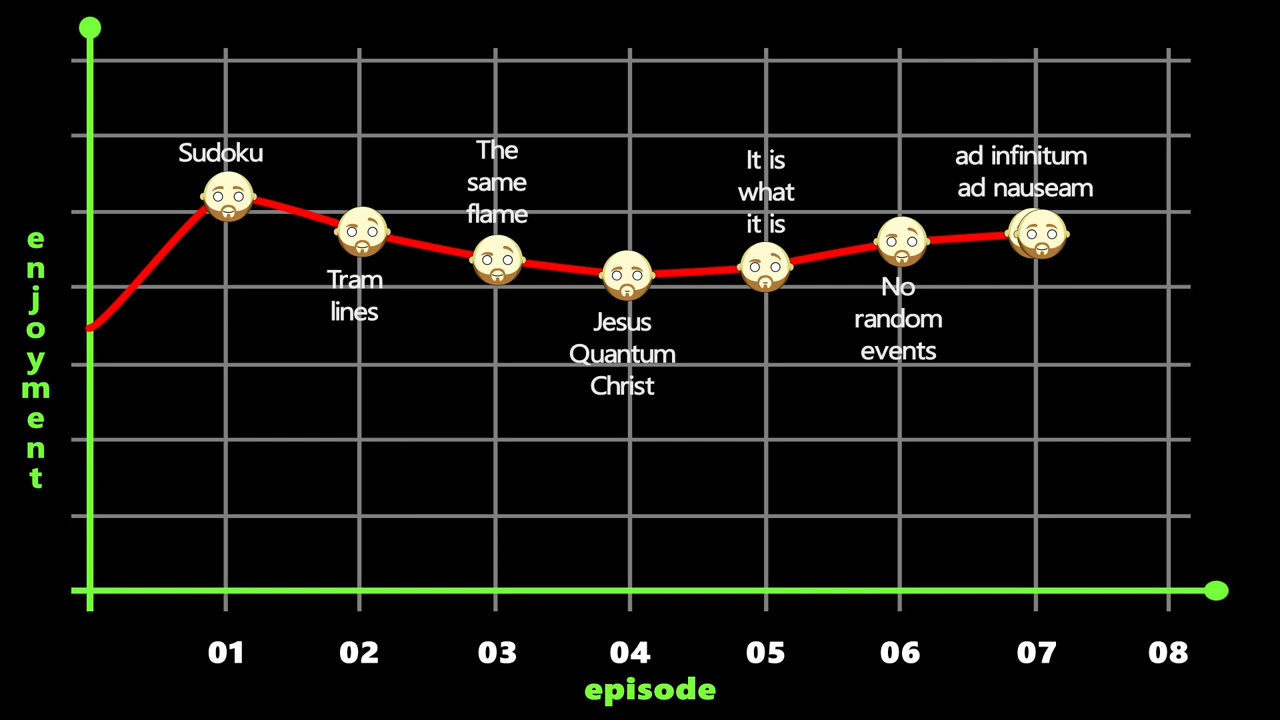 Sudoku
Tram
lines
The
same
flame
Jesus
Quantum
Christ
It is
what
it is
No
random
events
ad infinitum
ad nauseam
enjoyment
01 02 03 04 05 06 07 08
episode